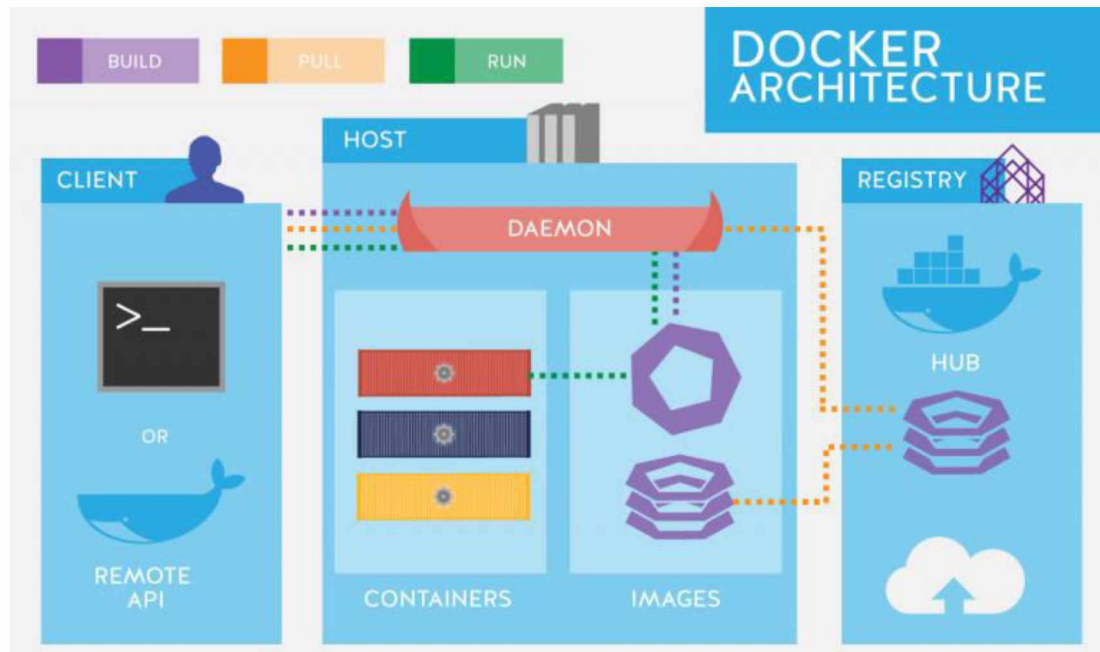 BUILD
PULL
RUN
DOCKER
ARCHITECTURE
HOST
CLIENT
REGISTRY
DAEMON
>_
HUB
OR
REMOTE
API
CONTAINERS
IMAGES